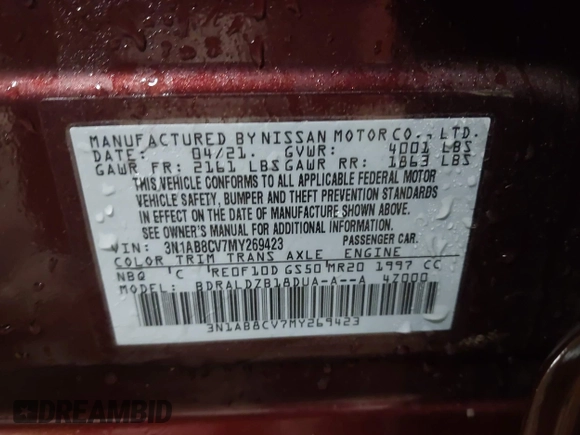 MANUFACTURED BY NISSAN MOTOR CO., LTD.
DATE: 04/21. GVWR: 4001 LBS
GAWR FR: 2161 LBS GAWR RR: 1863 LBS
THIS VEHICLE CONFORMS TO ALL APPLICABLE FEDERAL MOTOR
VEHICLE SAFETY, BUMPER AND THEFT PREVENTION STANDARDS
IN EFFECT ON THE DATE OF MANUFACTURE SHOWN ABOVE.
SEE OWNER'S MANUAL FOR ADDITIONAL INFORMATION.
VIN: 3N1AB8CV7MY269423 PASSENGER CAR.
COLOR TRIM TRANS AXLE ENGINE
NBQ C RE0F10D GS50 MR20 1997 CC
MODEL: BDRALDZB18DUA-A--A 4Z000
3N1AB8CV7MY269423
DREAMBID